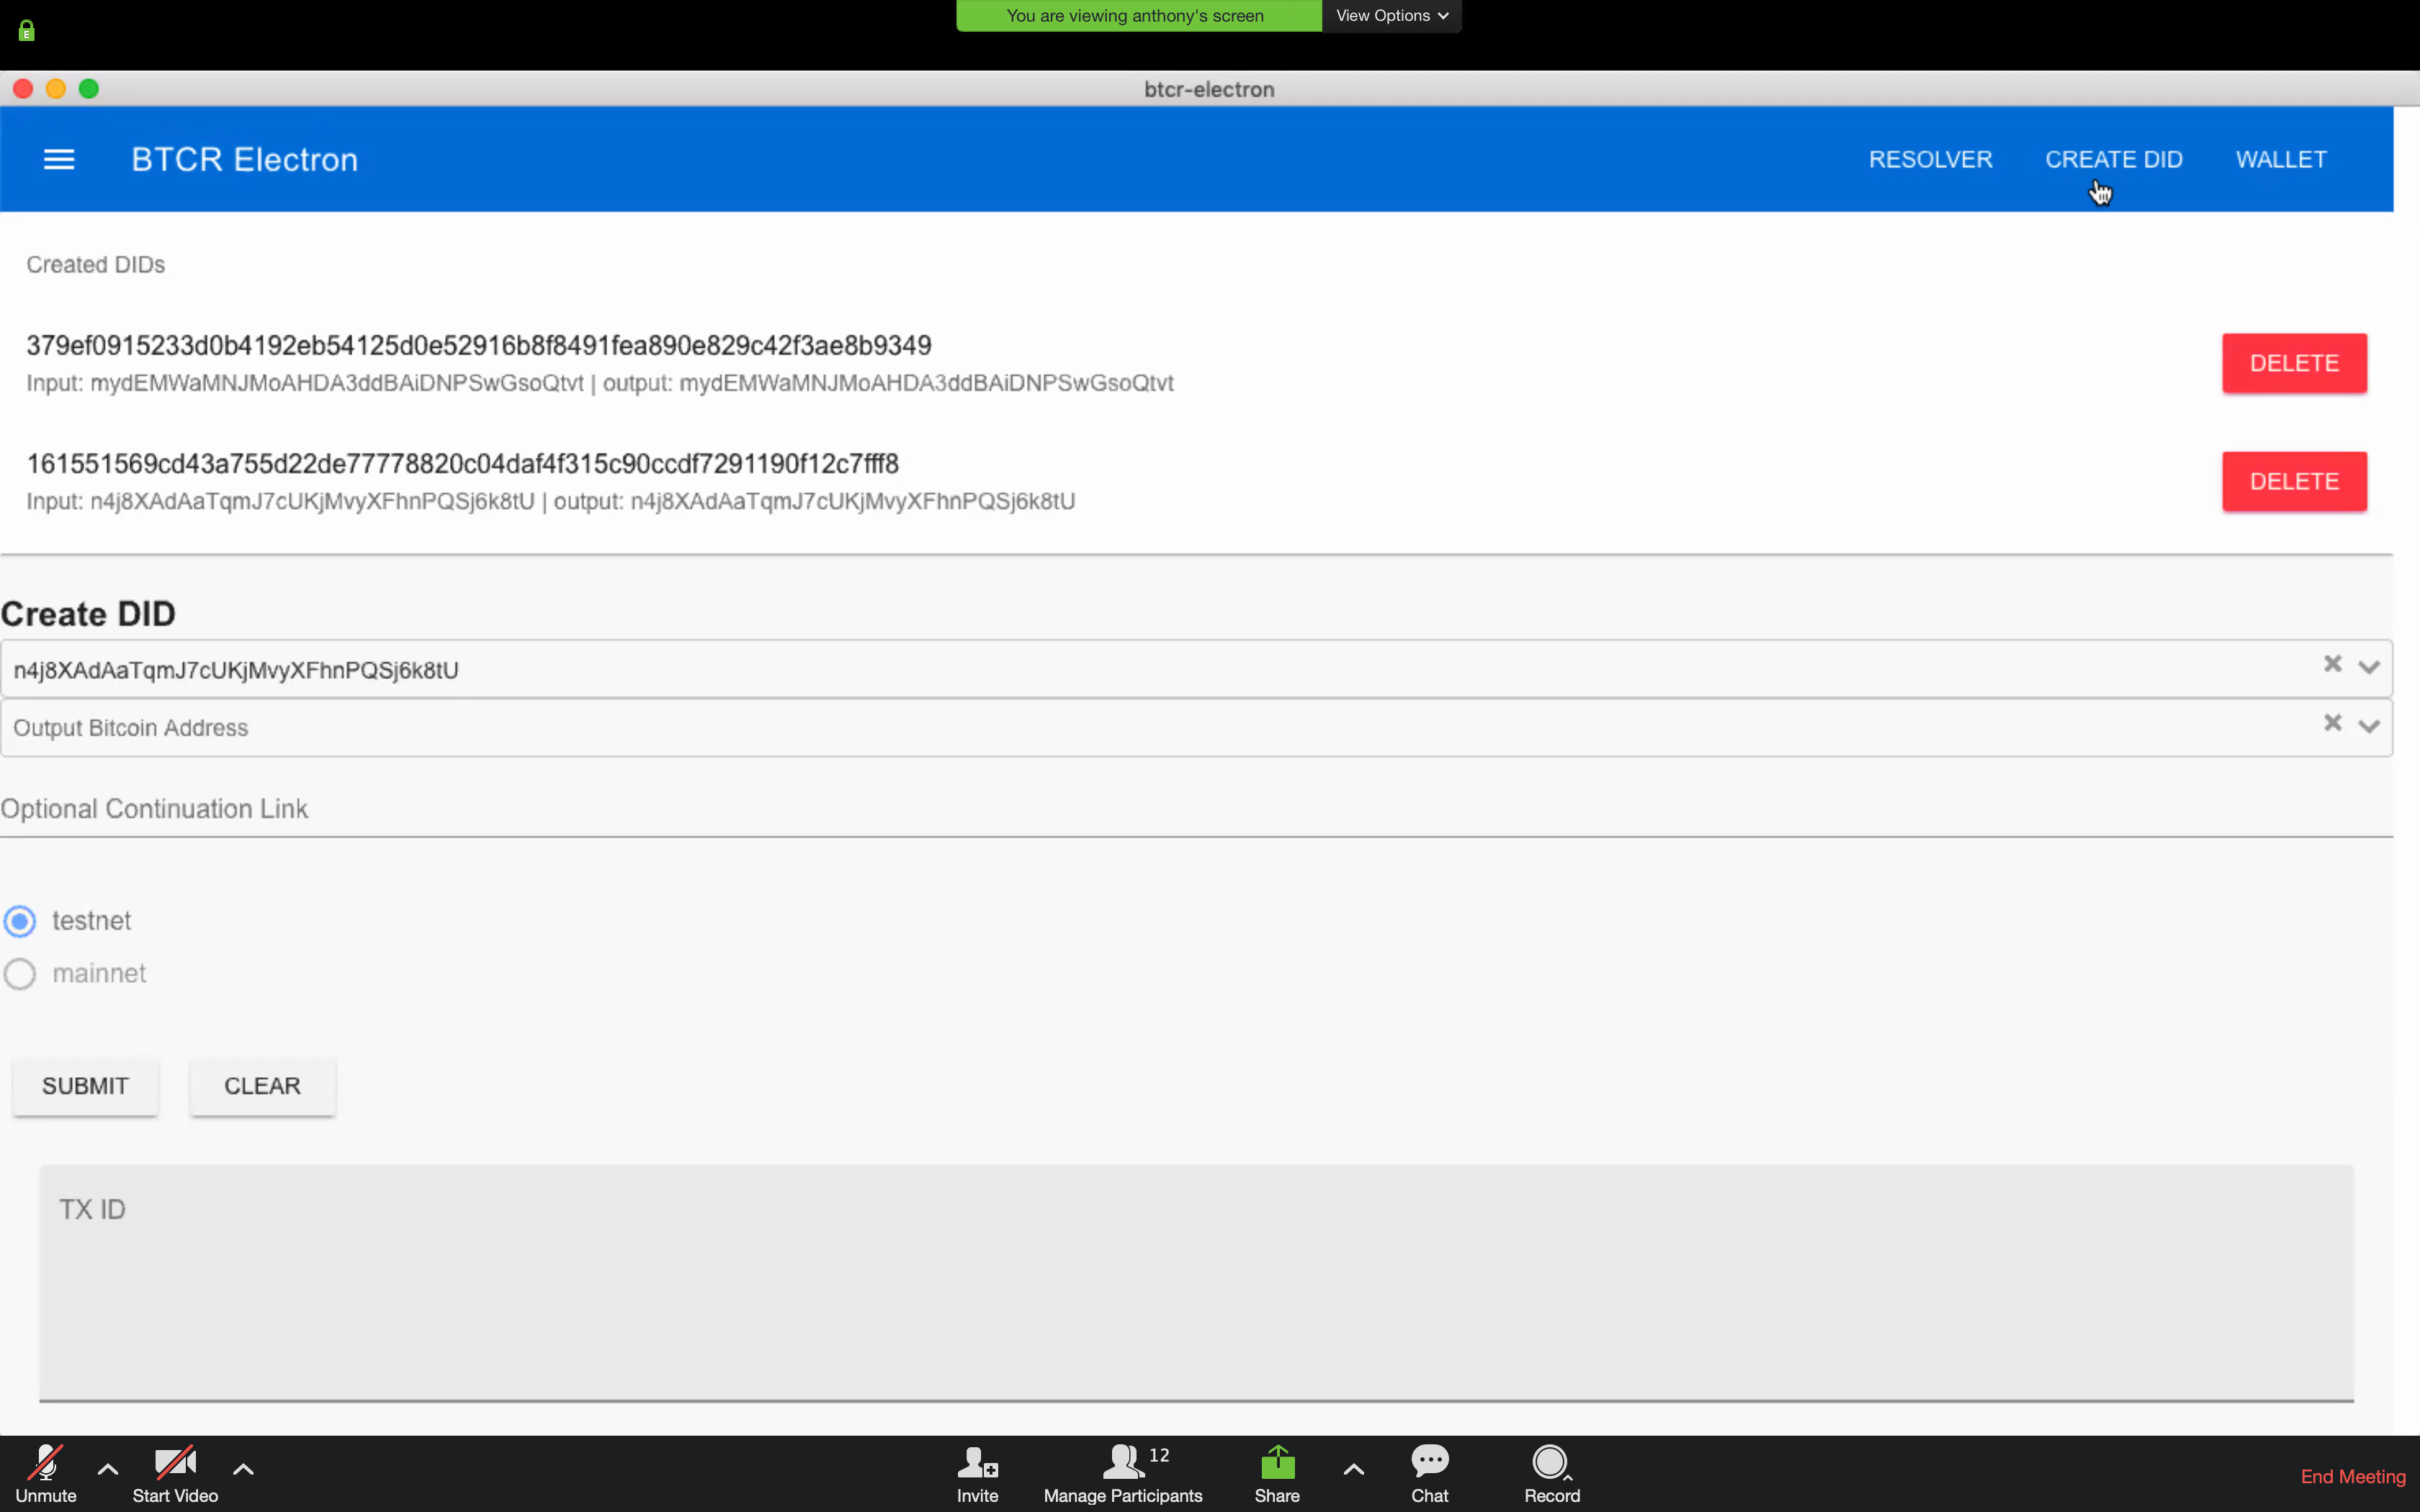 You are viewing anthony's screen View Options
btcr-electron
BTCR Electron RESOLVER CREATE DID WALLET
Created DIDs
379ef0915233d0b4192eb54125d0e52916b8f8491fea890e829c42f3ae8b9349
Input: mydEMWaMNJMoAHDA3ddBAiDNPSwGsoQtvt | output: mydEMWaMNJMoAHDA3ddBAiDNPSwGsoQtvt
DELETE
161551569cd43a755d22de77778820c04daf4f315c90ccdf7291190f12c7fff8
Input: n4j8XAdAaTqmJ7cUKjMvyXFhnPQSj6k8tU | output: n4j8XAdAaTqmJ7cUKjMvyXFhnPQSj6k8tU
DELETE
Create DID
n4j8XAdAaTqmJ7cUKjMvyXFhnPQSj6k8tU
Output Bitcoin Address
Optional Continuation Link
testnet
mainnet
SUBMIT CLEAR
TX ID
12
Unmute Start Video Invite Manage Participants Share Chat Record End Meeting